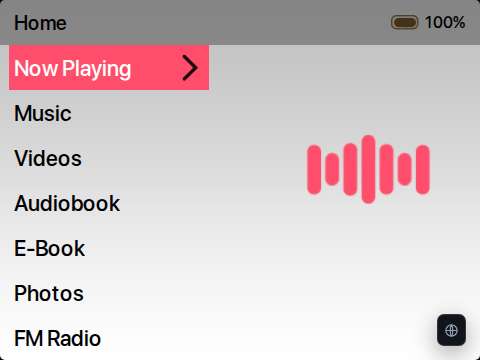 Home
100%
Now Playing
Music
Videos
Audiobook
E-Book
Photos
FM Radio